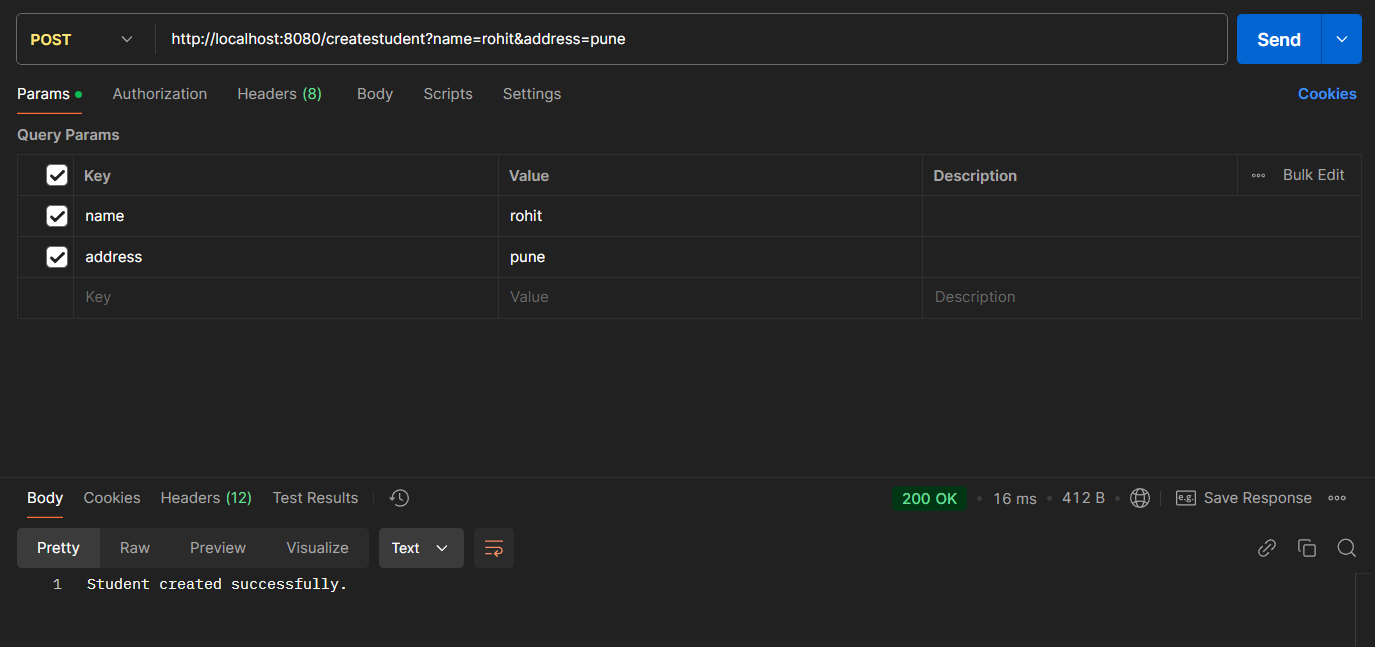 POST http://localhost:8080/createstudent?name=rohit&address=pune Send
Params Authorization Headers (8) Body Scripts Settings Cookies
Query Params
Key Value Description Bulk Edit
name rohit
address pune
Key Value Description
Body Cookies Headers (12) Test Results 200 OK 16 ms 412 B e.g. Save Response
Pretty Raw Preview Visualize Text
1 Student created successfully.